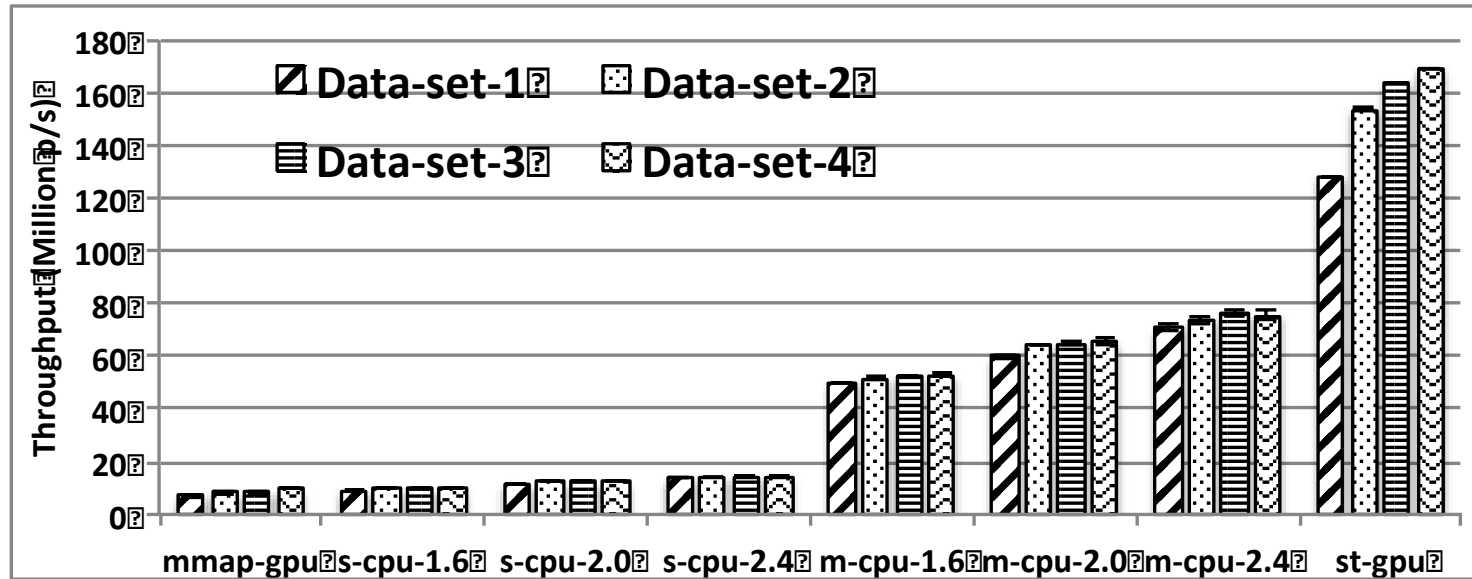 180
160
140
120
100
80
60
40
20
0
Throughput (Million p/s)
Data-set-1 Data-set-2
Data-set-3 Data-set-4
mmap-gpu s-cpu-1.6 s-cpu-2.0 s-cpu-2.4 m-cpu-1.6 m-cpu-2.0 m-cpu-2.4 st-gpu